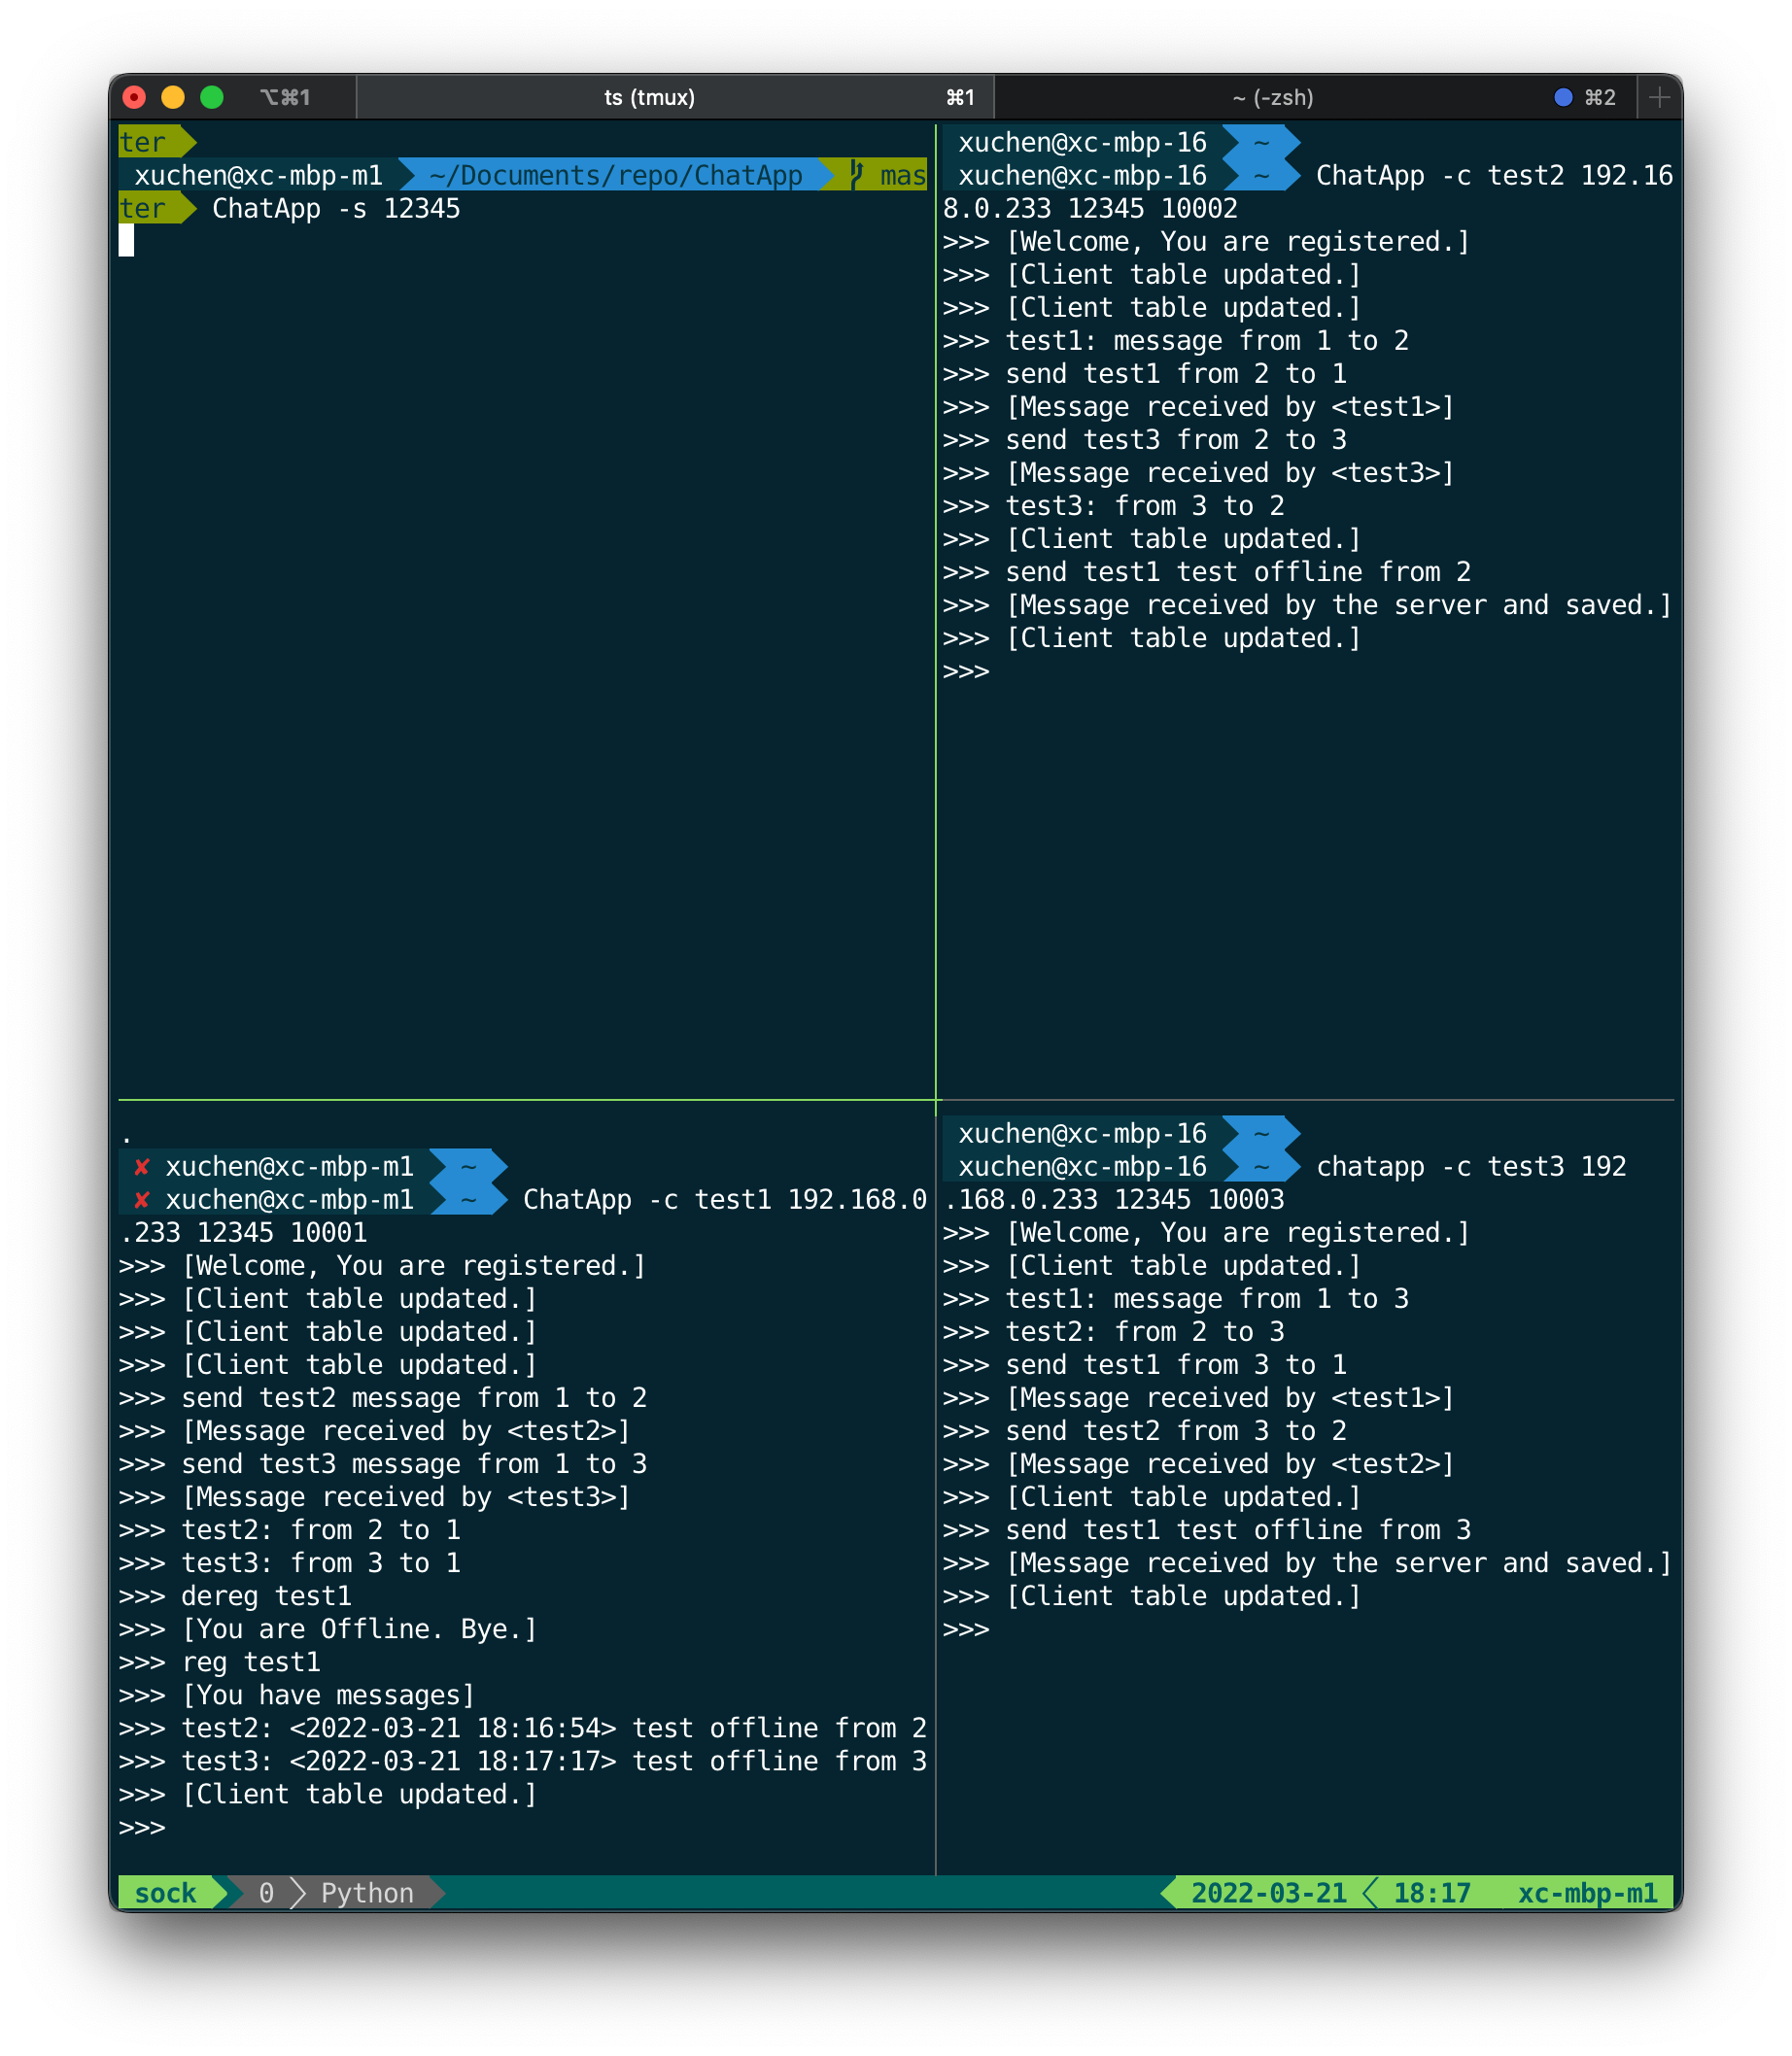 ⌥⌘1
ts (tmux) ⌘1
~ (-zsh) ⌘2
ter
xuchen@xc-mbp-m1 ~/Documents/repo/ChatApp mas
ter ChatApp -s 12345
xuchen@xc-mbp-16 ~
xuchen@xc-mbp-16 ~ ChatApp -c test2 192.16
8.0.233 12345 10002
>>> [Welcome, You are registered.]
>>> [Client table updated.]
>>> [Client table updated.]
>>> test1: message from 1 to 2
>>> send test1 from 2 to 1
>>> [Message received by <test1>]
>>> send test3 from 2 to 3
>>> [Message received by <test3>]
>>> test3: from 3 to 2
>>> [Client table updated.]
>>> send test1 test offline from 2
>>> [Message received by the server and saved.]
>>> [Client table updated.]
>>>
.
✘ xuchen@xc-mbp-m1 ~
✘ xuchen@xc-mbp-m1 ~ ChatApp -c test1 192.168.0
.233 12345 10001
>>> [Welcome, You are registered.]
>>> [Client table updated.]
>>> [Client table updated.]
>>> [Client table updated.]
>>> send test2 message from 1 to 2
>>> [Message received by <test2>]
>>> send test3 message from 1 to 3
>>> [Message received by <test3>]
>>> test2: from 2 to 1
>>> test3: from 3 to 1
>>> dereg test1
>>> [You are Offline. Bye.]
>>> reg test1
>>> [You have messages]
>>> test2: <2022-03-21 18:16:54> test offline from 2
>>> test3: <2022-03-21 18:17:17> test offline from 3
>>> [Client table updated.]
>>>
xuchen@xc-mbp-16 ~
xuchen@xc-mbp-16 ~ chatapp -c test3 192
.168.0.233 12345 10003
>>> [Welcome, You are registered.]
>>> [Client table updated.]
>>> test1: message from 1 to 3
>>> test2: from 2 to 3
>>> send test1 from 3 to 1
>>> [Message received by <test1>]
>>> send test2 from 3 to 2
>>> [Message received by <test2>]
>>> [Client table updated.]
>>> send test1 test offline from 3
>>> [Message received by the server and saved.]
>>> [Client table updated.]
>>>
sock 0 Python 2022-03-21 18:17 xc-mbp-m1